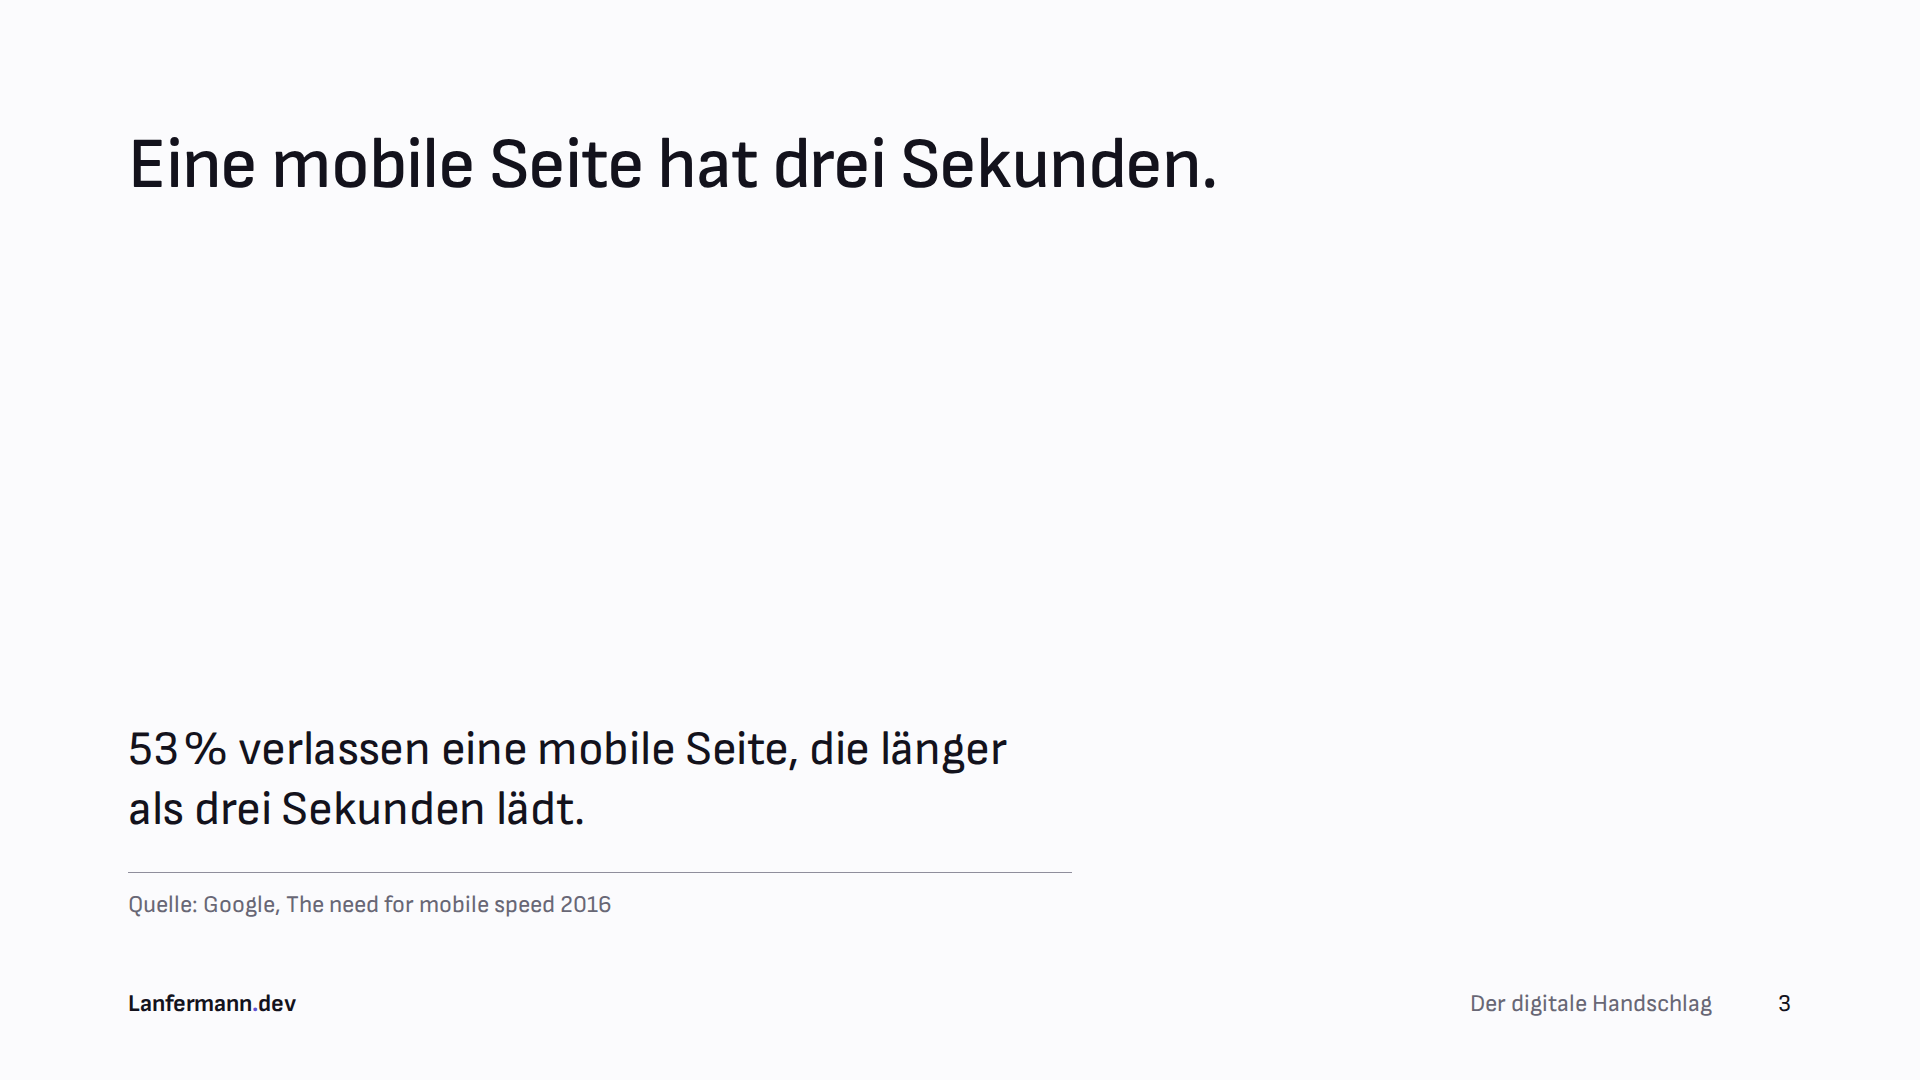 Eine mobile Seite hat drei Sekunden.
53 % verlassen eine mobile Seite, die länger
als drei Sekunden lädt.
Quelle: Google, The need for mobile speed 2016
Lanfermann.dev
Der digitale Handschlag
3